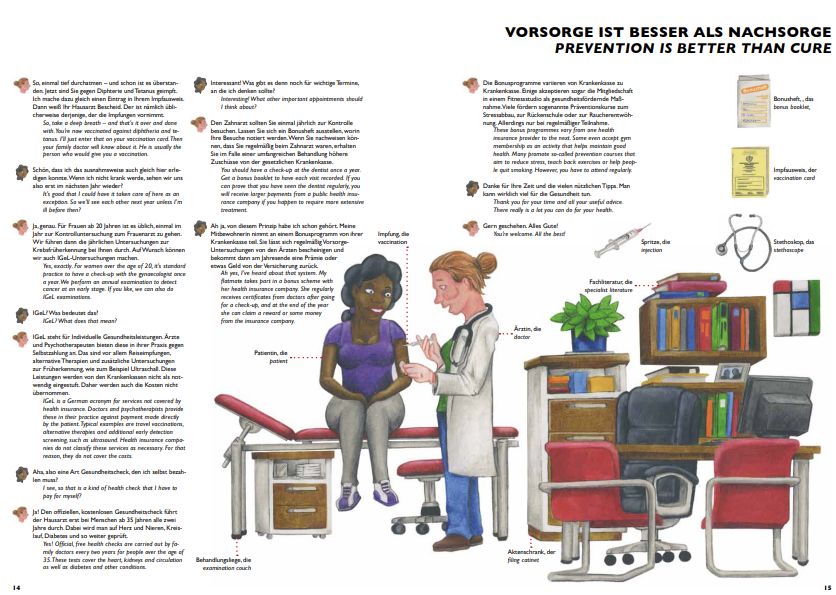 VORSORGE IST BESSER ALS NACHSORGE
PREVENTION IS BETTER THAN CURE
So, einmal tief durchatmen – und schon ist es überstan-
den. Jetzt sind Sie gegen Diphterie und Tetanus geimpft.
Ich mache dazu gleich einen Eintrag in Ihrem Impfausweis.
Dann weiß Ihr Hausarzt Bescheid. Der ist nämlich übli-
cherweise derjenige, der die Impfungen vornimmt.
So, take a deep breath – and that's it over and done
with. You're now vaccinated against diphtheria and te-
tanus. I'll just enter that on your vaccination card. Then
your family doctor will know about it. He is usually the
person who would give you a vaccination.
Schön, dass ich das ausnahmsweise auch gleich hier erle-
digen konnte. Wenn ich nicht krank werde, sehen wir uns
also erst im nächsten Jahr wieder?
It's good that I could have it taken care of here as an
exception. So we'll see each other next year unless I'm
ill before then?
Ja, genau. Für Frauen ab 20 Jahren ist es üblich, einmal im
Jahr zur Kontrolluntersuchung zum Frauenarzt zu gehen.
Wir führen dann die jährlichen Untersuchungen zur
Krebsfrüherkennung bei Ihnen durch. Auf Wunsch können
wir auch IGeL-Untersuchungen machen.
Yes, exactly. For women over the age of 20, it's standard
practice to have a check-up with the gynaecologist once
a year. We perform an annual examination to detect
cancer at an early stage. If you like, we can also do
IGeL examinations.
IGeL? Was bedeutet das?
IGeL? What does that mean?
IGeL steht für Individuelle Gesundheitsleistungen. Ärzte
und Psychotherapeuten bieten diese in ihrer Praxis gegen
Selbstzahlung an. Das sind vor allem Reiseimpfungen,
alternative Therapien und zusätzliche Untersuchungen
zur Früherkennung, wie zum Beispiel Ultraschall. Diese
Leistungen werden von den Krankenkassen nicht als not-
wendig eingestuft. Daher werden auch die Kosten nicht
übernommen.
IGeL is a German acronym for services not covered by
health insurance. Doctors and psychotherapists provide
these in their practice against payment made directly
by the patient. Typical examples are travel vaccinations,
alternative therapies and additional early detection
screening, such as ultrasound. Health insurance compa-
nies do not classify these services as necessary. For that
reason, they do not cover the costs.
Aha, also eine Art Gesundheitscheck, den ich selbst bezah-
len muss?
I see, so that is a kind of health check that I have to
pay for myself?
Ja! Den offiziellen, kostenlosen Gesundheitscheck führt
der Hausarzt erst bei Menschen ab 35 Jahren alle zwei
Jahre durch. Dabei wird man auf Herz und Nieren, Kreis-
lauf, Diabetes und so weiter geprüft.
Yes! Official, free health checks are carried out by fa-
mily doctors every two years for people over the age of
35. These tests cover the heart, kidneys and circulation
as well as diabetes and other conditions.
Interessant! Was gibt es denn noch für wichtige Termine,
an die ich denken sollte?
Interesting! What other important appointments should
I think about?
Den Zahnarzt sollten Sie einmal jährlich zur Kontrolle
besuchen. Lassen Sie sich ein Bonusheft ausstellen, worin
Ihre Besuche notiert werden. Wenn Sie nachweisen kön-
nen, dass Sie regelmäßig beim Zahnarzt waren, erhalten
Sie im Falle einer umfangreichen Behandlung höhere
Zuschüsse von der gesetzlichen Krankenkasse.
You should have a check-up at the dentist once a year.
Get a bonus booklet to have each visit recorded. If you
can prove that you have seen the dentist regularly, you
will receive larger payments from a public health insu-
rance company if you happen to require more extensive
treatment.
Ah ja, von diesem Prinzip habe ich schon gehört. Meine
Mitbewohnerin nimmt an einem Bonusprogramm von ihrer
Krankenkasse teil. Sie lässt sich regelmäßig Vorsorge-
Untersuchungen von den Ärzten bescheinigen und
bekommt dann am Jahresende eine Prämie oder
etwas Geld von der Versicherung zurück.
Ah yes, I've heard about that system. My
flatmate takes part in a bonus scheme with
her health insurance company. She regularly
receives certificates from doctors after going
for a check-up, and at the end of the year
she can claim a reward or some money
from the insurance company.
Die Bonusprogramme variieren von Krankenkasse zu
Krankenkasse. Einige akzeptieren sogar die Mitgliedschaft
in einem Fitnessstudio als gesundheitsfördernde Maß-
nahme. Viele fördern sogenannte Präventionskurse zum
Stressabbau, zur Rückenschule oder zur Raucherentwöh-
nung. Allerdings nur bei regelmäßiger Teilnahme.
These bonus programmes vary from one health
insurance provider to the next. Some even accept gym
membership as an activity that helps maintain good
health. Many promote so-called prevention courses that
aim to reduce stress, teach back exercises or help peop-
le quit smoking. However, you have to attend regularly.
Danke für Ihre Zeit und die vielen nützlichen Tipps. Man
kann wirklich viel für die Gesundheit tun.
Thank you for your time and all your useful advice.
There really is a lot you can do for your health.
Gern geschehen. Alles Gute!
You're welcome. All the best!
Bonusheft, , das
bonus booklet,
Impfausweis, der
vaccination card
Impfung, die
vaccination
Spritze, die
injection
Stethoskop, das
stethoscope
Fachliteratur, die
specialist literature
Ärztin, die
doctor
Patientin, die
patient
Behandlungsliege, die
examination couch
Aktenschrank, der
filing catinet
14
15